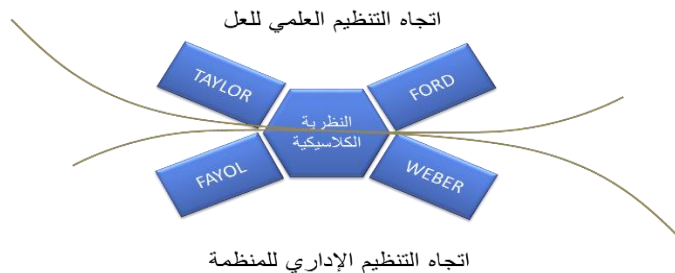 اتجاه التنظيم العلمي للعل
TAYLOR
FORD
النظرية
الكلاسيكية
FAYOL
WEBER
اتجاه التنظيم الإداري للمنظمة